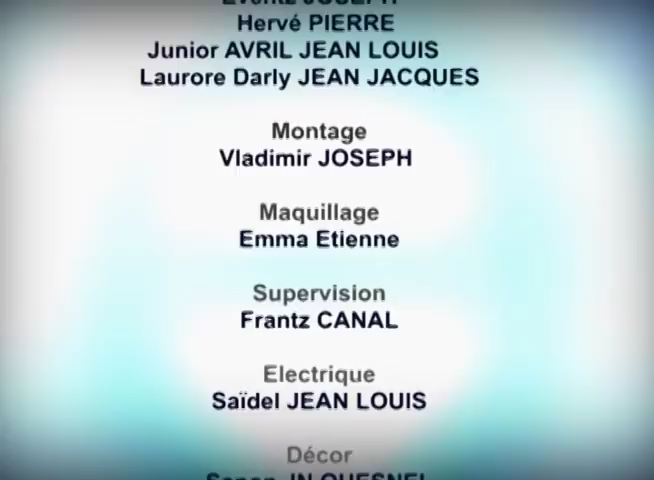 Hervé PIERRE
Junior AVRIL JEAN LOUIS
Laurore Darly JEAN JACQUES
Montage
Vladimir JOSEPH
Maquillage
Emma Etienne
Supervision
Frantz CANAL
Electrique
Saïdel JEAN LOUIS
Décor